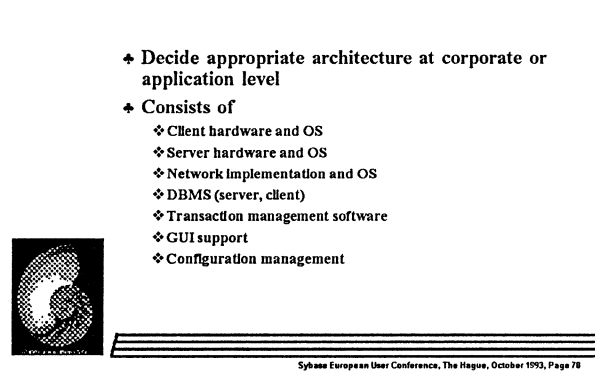 ♣ Decide appropriate architecture at corporate or
application level
♣ Consists of
❖ Client hardware and OS
❖ Server hardware and OS
❖ Network implementation and OS
❖ DBMS (server, client)
❖ Transaction management software
❖ GUI support
❖ Configuration management
Sybase European User Conference, The Hague, October 1993, Page 78